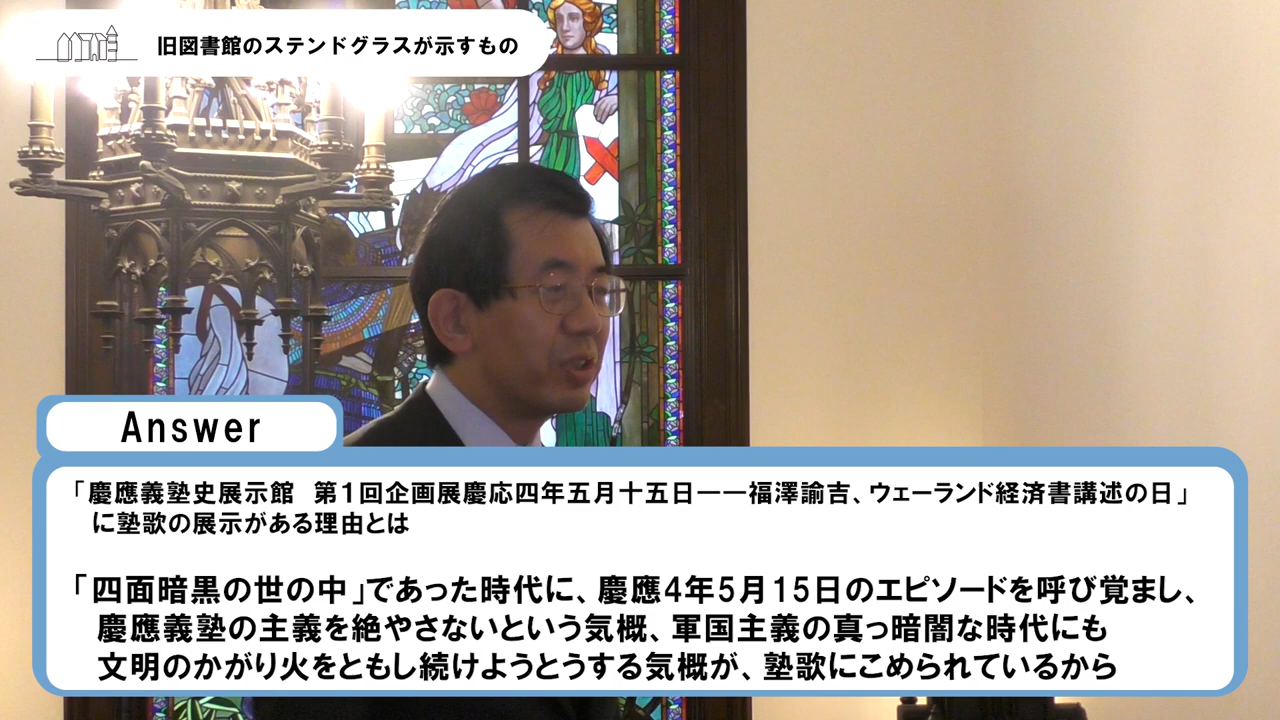 旧図書館のステンドグラスが示すもの
Answer
「慶應義塾史展示館　第１回企画展慶応四年五月十五日――福澤諭吉、ウェーランド経済書講述の日」
に塾歌の展示がある理由とは
「四面暗黒の世の中」であった時代に、慶應4年5月15日のエピソードを呼び覚まし、
慶應義塾の主義を絶やさないという気概、軍国主義の真っ暗闇な時代にも
文明のかがり火をともし続けようとうする気概が、塾歌にこめられているから